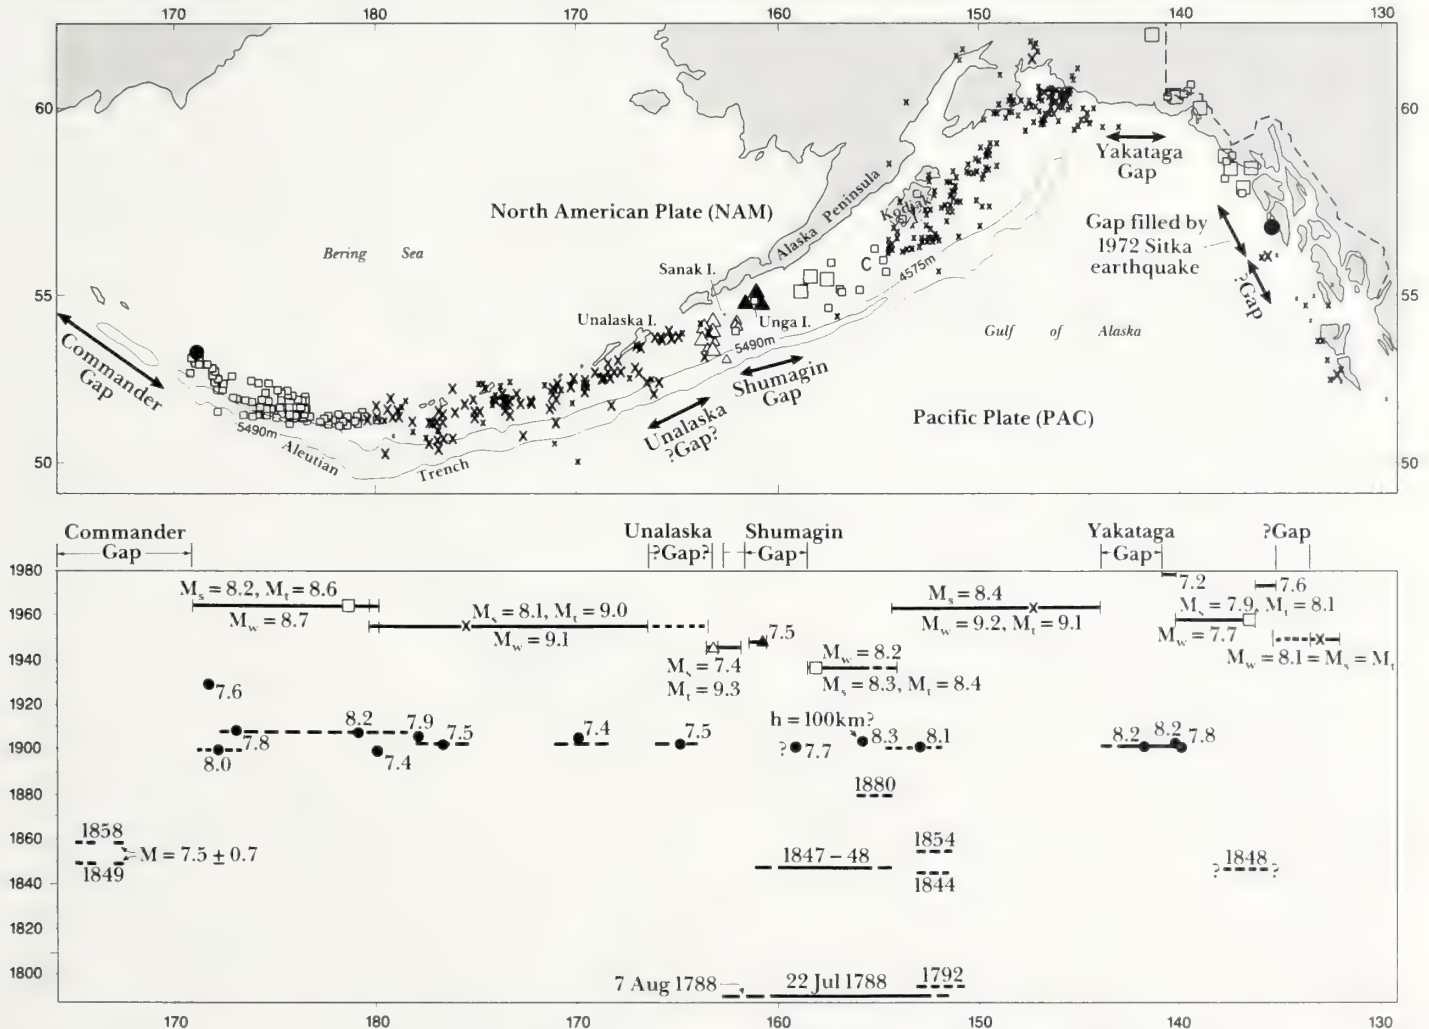 170 180 170 160 150 140 130
60 60
55 55
50 50
North American Plate (NAM)
Bering Sea
Alaska Peninsula
Kodiak
Sanak I.
Unalaska I.
Unga I.
C
4575m
5490m
Yakataga
Gap
Gap filled by
1972 Sitka
earthquake
?Gap
Gulf of Alaska
Commander
Gap
5490m
Aleutian
Trench
Shumagin
Gap
Unalaska
?Gap?
Pacific Plate (PAC)
Commander
Gap
Unalaska
?Gap?
Shumagin
Gap
Yakataga
Gap
?Gap
1980
1960
1940
1920
1900
1880
1860
1840
1820
1800
Ms = 8.2, Mt = 8.6
Mw = 8.7
Ms = 8.1, Mt = 9.0
Mw = 9.1
Ms = 7.4
Mt = 9.3
7.5
Mw = 8.2
Ms = 8.3, Mt = 8.4
Ms = 8.4
Mw = 9.2, Mt = 9.1
7.2
7.6
Ms = 7.9, Mt = 8.1
Mw = 7.7
Mw = 8.1 = Ms = Mt
7.6
7.8
8.0
8.2
7.4
7.9
7.5
7.4
7.5
h = 100km?
?
7.7
8.3
8.1
8.2
8.2
7.8
1880
1858
M = 7.5 ± 0.7
1849
1847 – 48
1854
1844
?1848?
7 Aug 1788
22 Jul 1788
1792
170 180 170 160 150 140 130